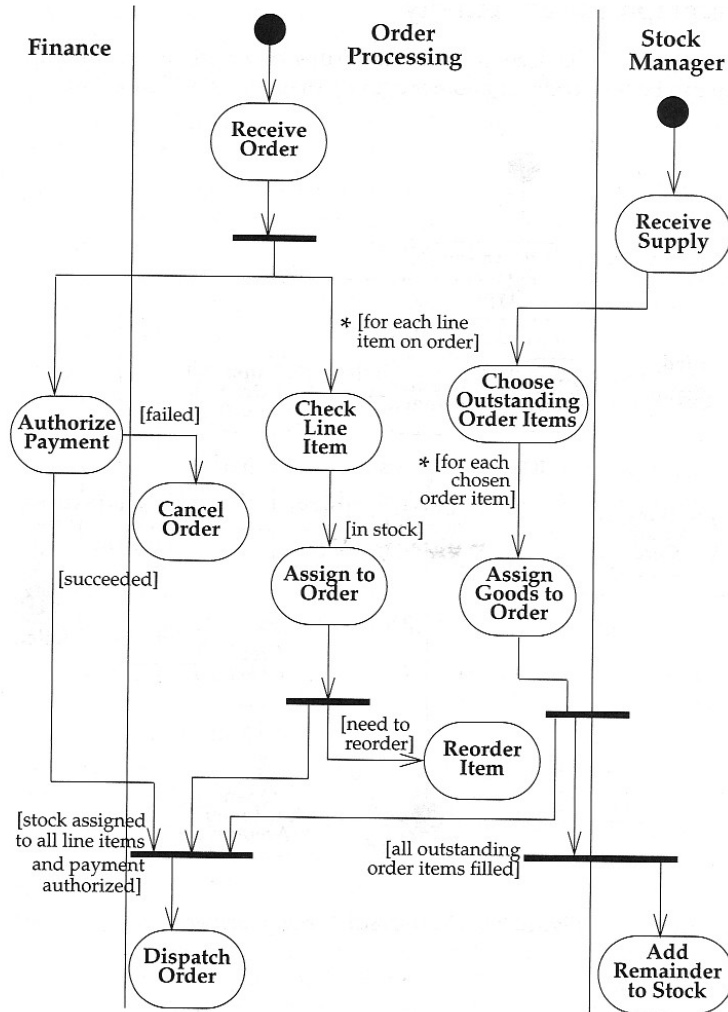 Finance
Order
Processing
Stock
Manager
Receive
Order
Receive
Supply
* [for each line
item on order]
Authorize
Payment
[failed]
Check
Line
Item
Choose
Outstanding
Order Items
* [for each
chosen
order item]
Cancel
Order
[in stock]
[succeeded]
Assign to
Order
Assign
Goods to
Order
[need to
reorder]
Reorder
Item
[stock assigned
to all line items
and payment
authorized]
[all outstanding
order items filled]
Dispatch
Order
Add
Remainder
to Stock